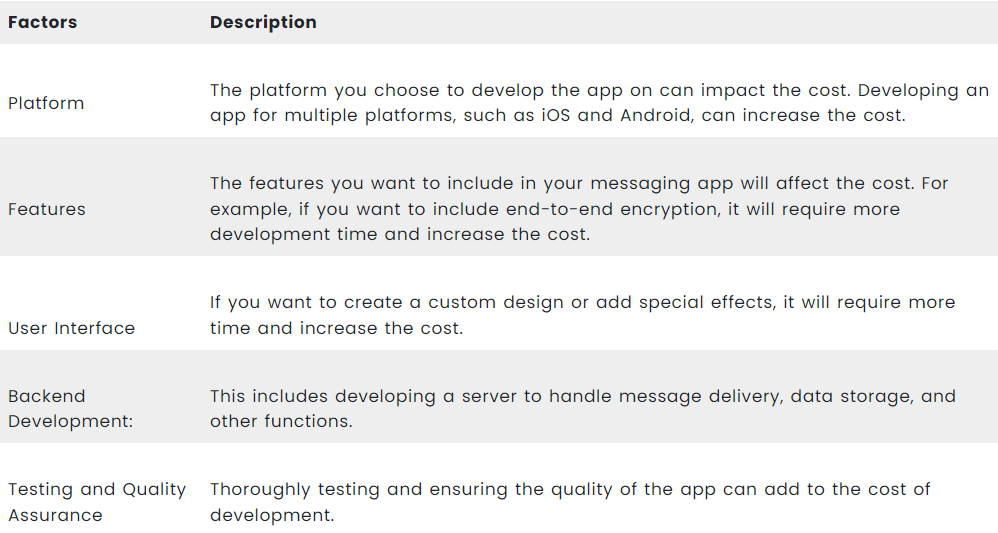 Factors Description
Platform
The platform you choose to develop the app on can impact the cost. Developing an
app for multiple platforms, such as iOS and Android, can increase the cost.
Features
The features you want to include in your messaging app will affect the cost. For
example, if you want to include end-to-end encryption, it will require more
development time and increase the cost.
User Interface
If you want to create a custom design or add special effects, it will require more
time and increase the cost.
Backend
Development:
This includes developing a server to handle message delivery, data storage, and
other functions.
Testing and Quality
Assurance
Thoroughly testing and ensuring the quality of the app can add to the cost of
development.